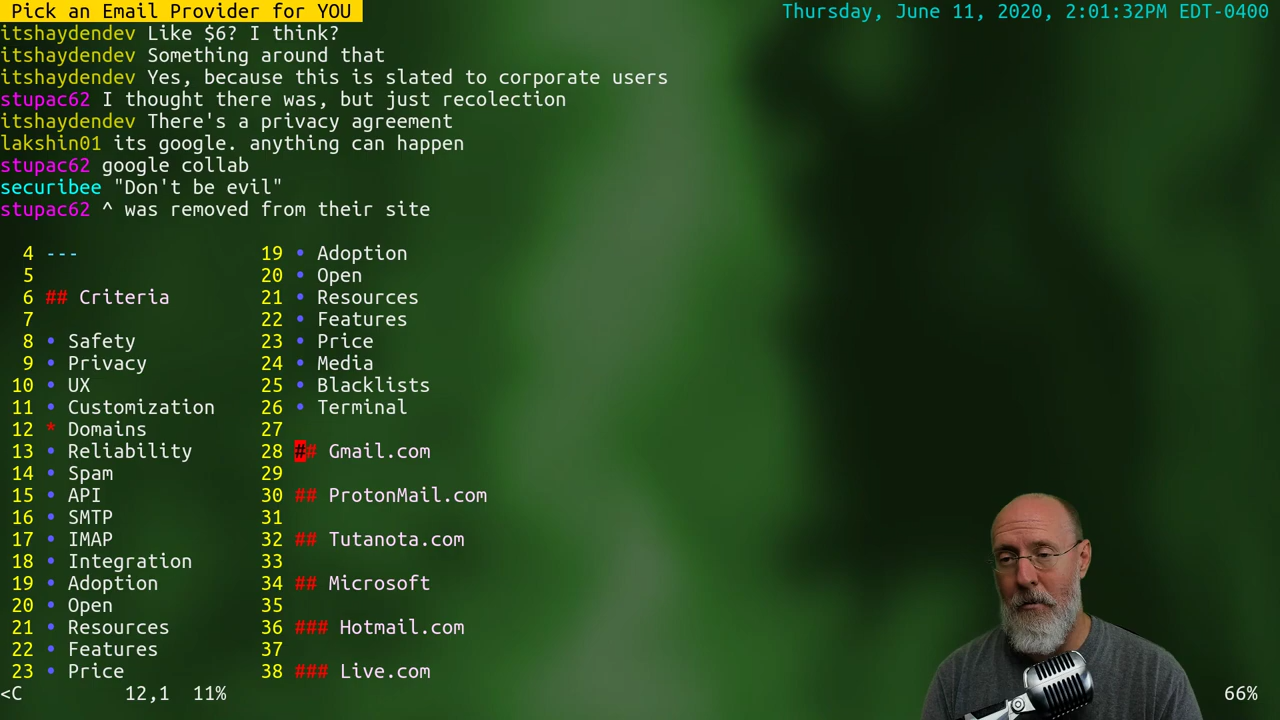 Pick an Email Provider for YOU
Thursday, June 11, 2020, 2:01:32PM EDT-0400
itshaydendev Like $6? I think?
itshaydendev Something around that
itshaydendev Yes, because this is slated to corporate users
stupac62 I thought there was, but just recolection
itshaydendev There's a privacy agreement
lakshin01 its google. anything can happen
stupac62 google collab
securibee "Don't be evil"
stupac62 ^ was removed from their site
4 ---
5
6 ## Criteria
7
8 • Safety
9 • Privacy
10 • UX
11 • Customization
12 * Domains
13 • Reliability
14 • Spam
15 • API
16 • SMTP
17 • IMAP
18 • Integration
19 • Adoption
20 • Open
21 • Resources
22 • Features
23 • Price
19 • Adoption
20 • Open
21 • Resources
22 • Features
23 • Price
24 • Media
25 • Blacklists
26 • Terminal
27
28 ## Gmail.com
29
30 ## ProtonMail.com
31
32 ## Tutanota.com
33
34 ## Microsoft
35
36 ### Hotmail.com
37
38 ### Live.com
<C 12,1 11%
66%